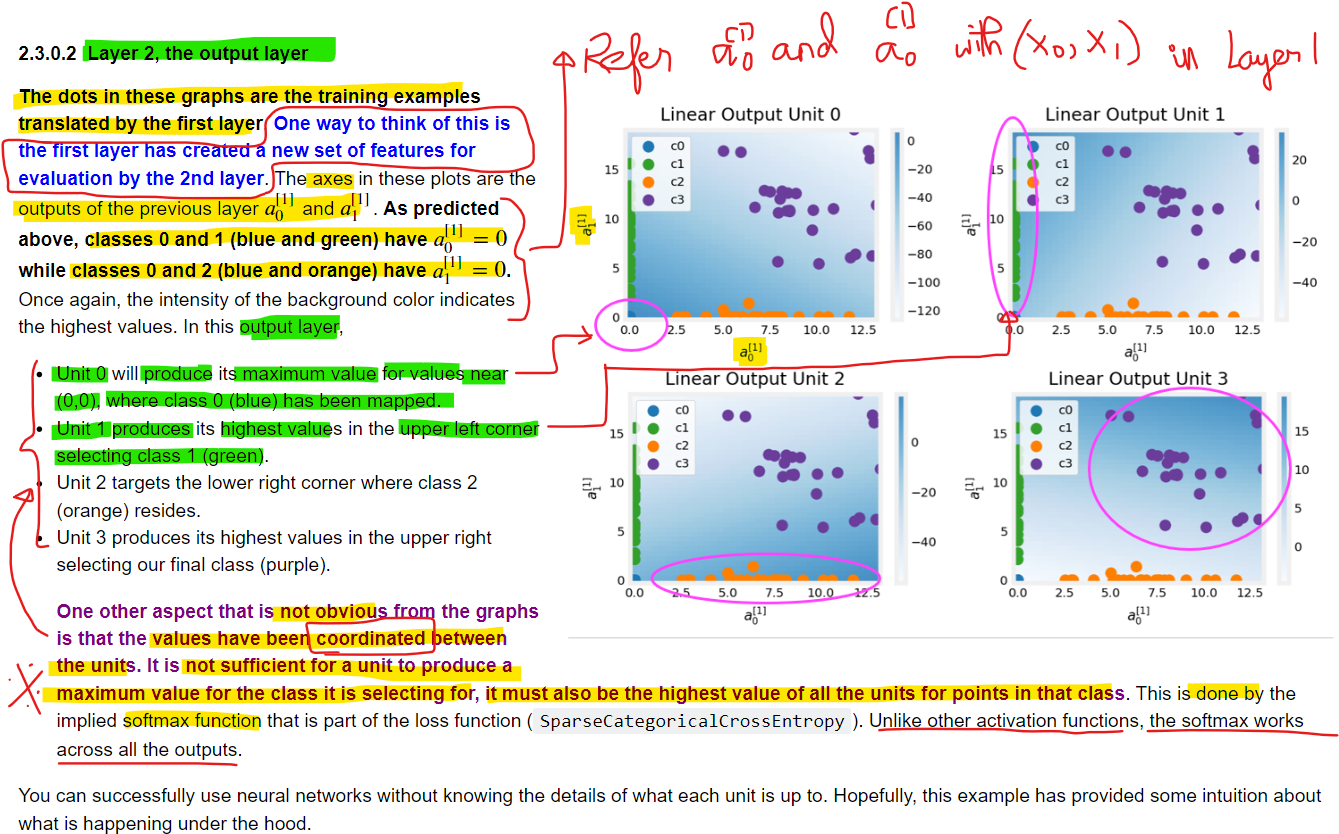 Refer a₀^[1] and a₀^[1] with (x₀, x₁) in Layer 1
2.3.0.2 Layer 2, the output layer
The dots in these graphs are the training examples
translated by the first layer. One way to think of this is
the first layer has created a new set of features for
evaluation by the 2nd layer. The axes in these plots are the
outputs of the previous layer a₀^[1] and a₁^[1]. As predicted
above, classes 0 and 1 (blue and green) have a₀^[1] = 0
while classes 0 and 2 (blue and orange) have a₁^[1] = 0.
Once again, the intensity of the background color indicates
the highest values. In this output layer,
• Unit 0 will produce its maximum value for values near
(0,0), where class 0 (blue) has been mapped.
• Unit 1 produces its highest values in the upper left corner
selecting class 1 (green).
• Unit 2 targets the lower right corner where class 2
(orange) resides.
• Unit 3 produces its highest values in the upper right
selecting our final class (purple).
Linear Output Unit 0
c0
c1
c2
c3
15
10
5
0
a₁^[1]
0.0 2.5 5.0 7.5 10.0 12.5
a₀^[1]
0
−20
−40
−60
−80
−100
−120
Linear Output Unit 1
c0
c1
c2
c3
15
10
5
0
a₁^[1]
0.0 2.5 5.0 7.5 10.0 12.5
a₀^[1]
20
0
−20
−40
Linear Output Unit 2
c0
c1
c2
c3
15
10
5
0
a₁^[1]
0.0 2.5 5.0 7.5 10.0 12.5
a₀^[1]
0
−20
−40
Linear Output Unit 3
c0
c1
c2
c3
15
10
5
0
a₁^[1]
0.0 2.5 5.0 7.5 10.0 12.5
a₀^[1]
15
10
5
0
One other aspect that is not obvious from the graphs
is that the values have been coordinated between
the units. It is not sufficient for a unit to produce a
maximum value for the class it is selecting for, it must also be the highest value of all the units for points in that class. This is done by the
implied softmax function that is part of the loss function ( SparseCategoricalCrossEntropy ). Unlike other activation functions, the softmax works
across all the outputs.
You can successfully use neural networks without knowing the details of what each unit is up to. Hopefully, this example has provided some intuition about
what is happening under the hood.